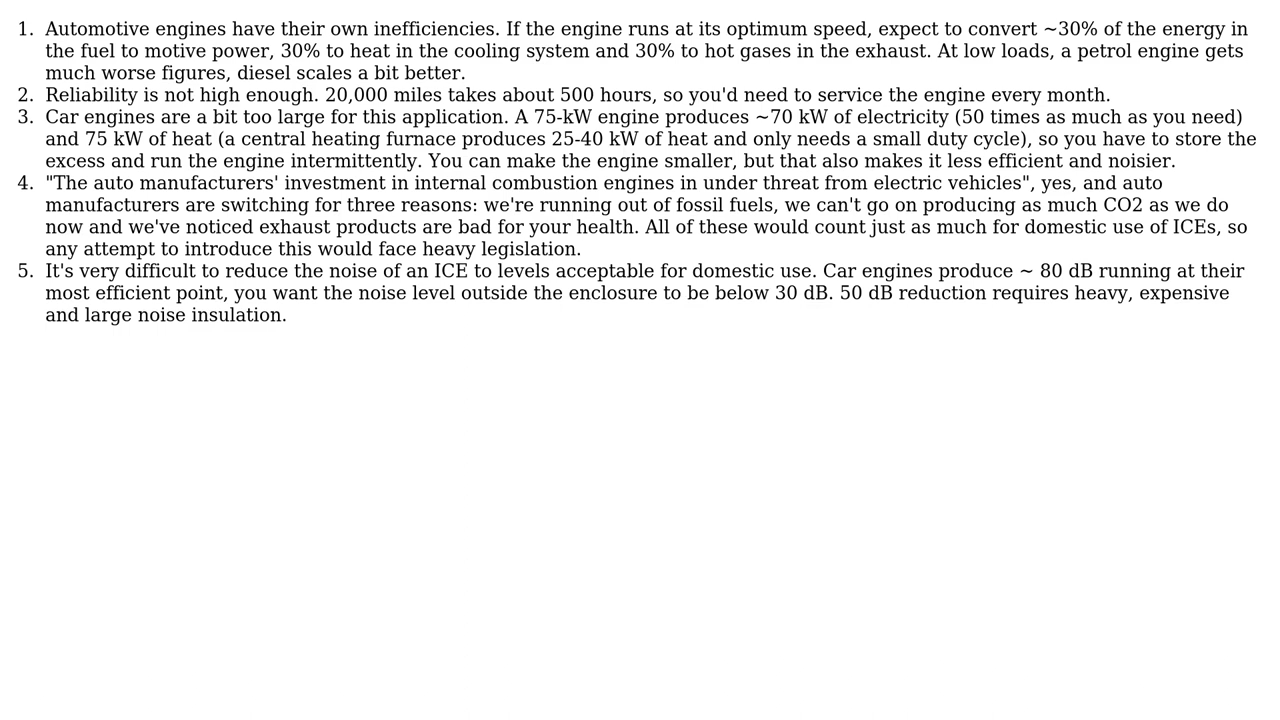 1. Automotive engines have their own inefficiencies. If the engine runs at its optimum speed, expect to convert ~30% of the energy in
the fuel to motive power, 30% to heat in the cooling system and 30% to hot gases in the exhaust. At low loads, a petrol engine gets
much worse figures, diesel scales a bit better.
2. Reliability is not high enough. 20,000 miles takes about 500 hours, so you'd need to service the engine every month.
3. Car engines are a bit too large for this application. A 75-kW engine produces ~70 kW of electricity (50 times as much as you need)
and 75 kW of heat (a central heating furnace produces 25-40 kW of heat and only needs a small duty cycle), so you have to store the
excess and run the engine intermittently. You can make the engine smaller, but that also makes it less efficient and noisier.
4. "The auto manufacturers' investment in internal combustion engines in under threat from electric vehicles", yes, and auto
manufacturers are switching for three reasons: we're running out of fossil fuels, we can't go on producing as much CO2 as we do
now and we've noticed exhaust products are bad for your health. All of these would count just as much for domestic use of ICEs, so
any attempt to introduce this would face heavy legislation.
5. It's very difficult to reduce the noise of an ICE to levels acceptable for domestic use. Car engines produce ~ 80 dB running at their
most efficient point, you want the noise level outside the enclosure to be below 30 dB. 50 dB reduction requires heavy, expensive
and large noise insulation.